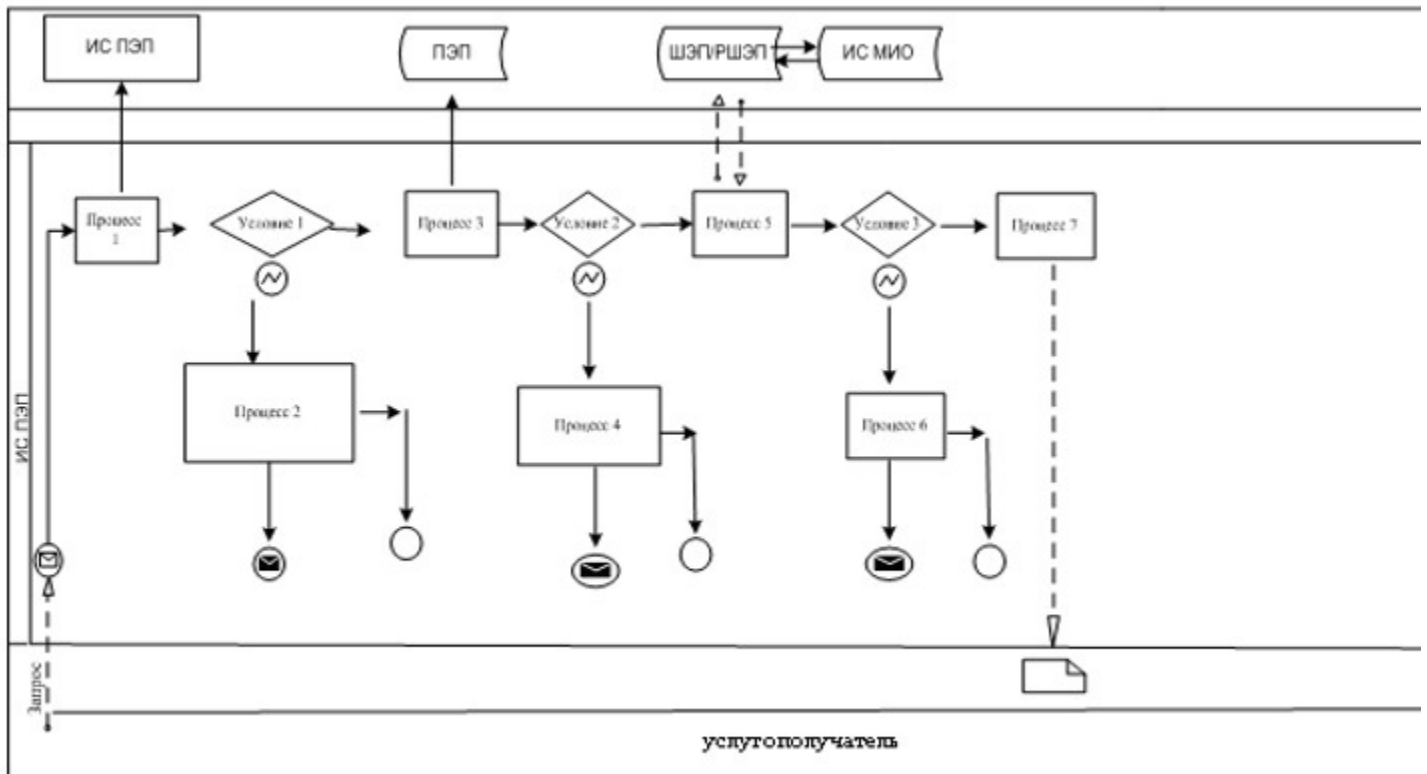 ИС ПЭП
ПЭП
ШЭП/РШЭП
ИС МИО
Процесс
1
Условие 1
Процесс 3
Условие 2
Процесс 5
Условие 3
Процесс 7
Процесс 2
Процесс 4
Процесс 6
ИС ПЭП
Запрос
услугополучатель